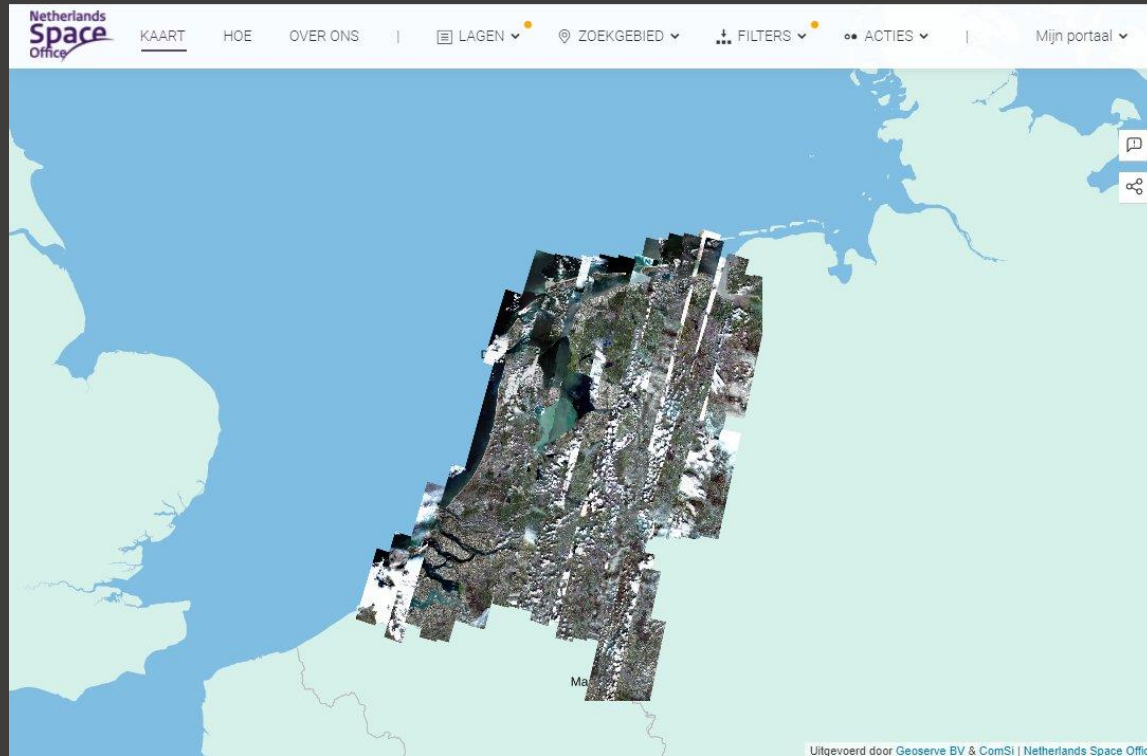 Netherlands
Space
Office
KAART HOE OVER ONS | LAGEN ZOEKGEBIED FILTERS ACTIES | Mijn portaal
Ma
Uitgevoerd door Geoserve BV & ComSi | Netherlands Space Offic